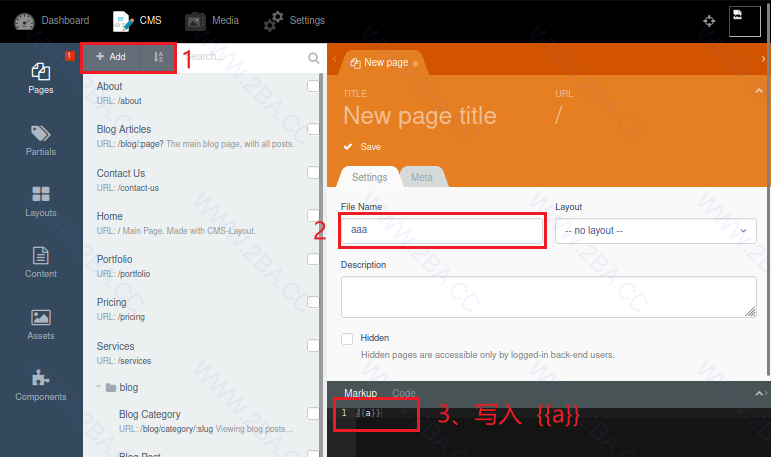 Dashboard
CMS
Media
Settings
1
Pages
Partials
Layouts
Content
Assets
Components
+ Add
Search...
1
About
URL: /about
Blog Articles
URL: /blog/:page? The main blog page, with all posts.
Contact Us
URL: /contact-us
Home
URL: / Main Page. Made with CMS-Layout.
Portfolio
URL: /portfolio
Pricing
URL: /pricing
Services
URL: /services
blog
Blog Category
URL: /blog/category/:slug Viewing blog posts…
Blog Post
New page
TITLE
URL
New page title
/
Save
Settings
Meta
File Name
Layout
2
aaa
-- no layout --
Description
Hidden
Hidden pages are accessible only by logged-in back-end users.
Markup
Code
1 {{a}}
3、写入 {{a}}
WWW.2BA.CC